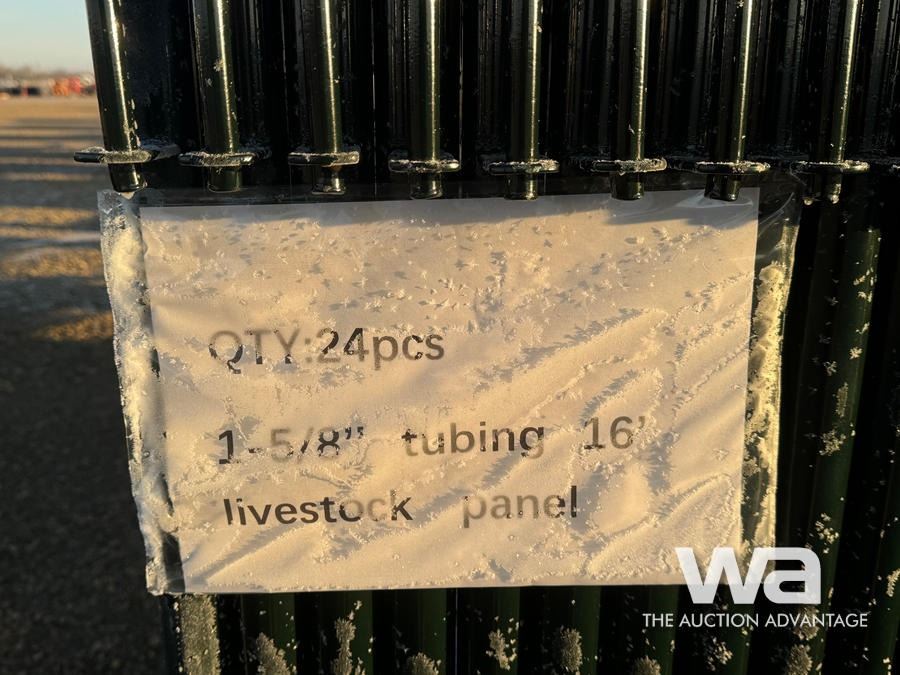 QTY:24pcs
1-5/8" tubing 16'
livestock panel
wa
THE AUCTION ADVANTAGE